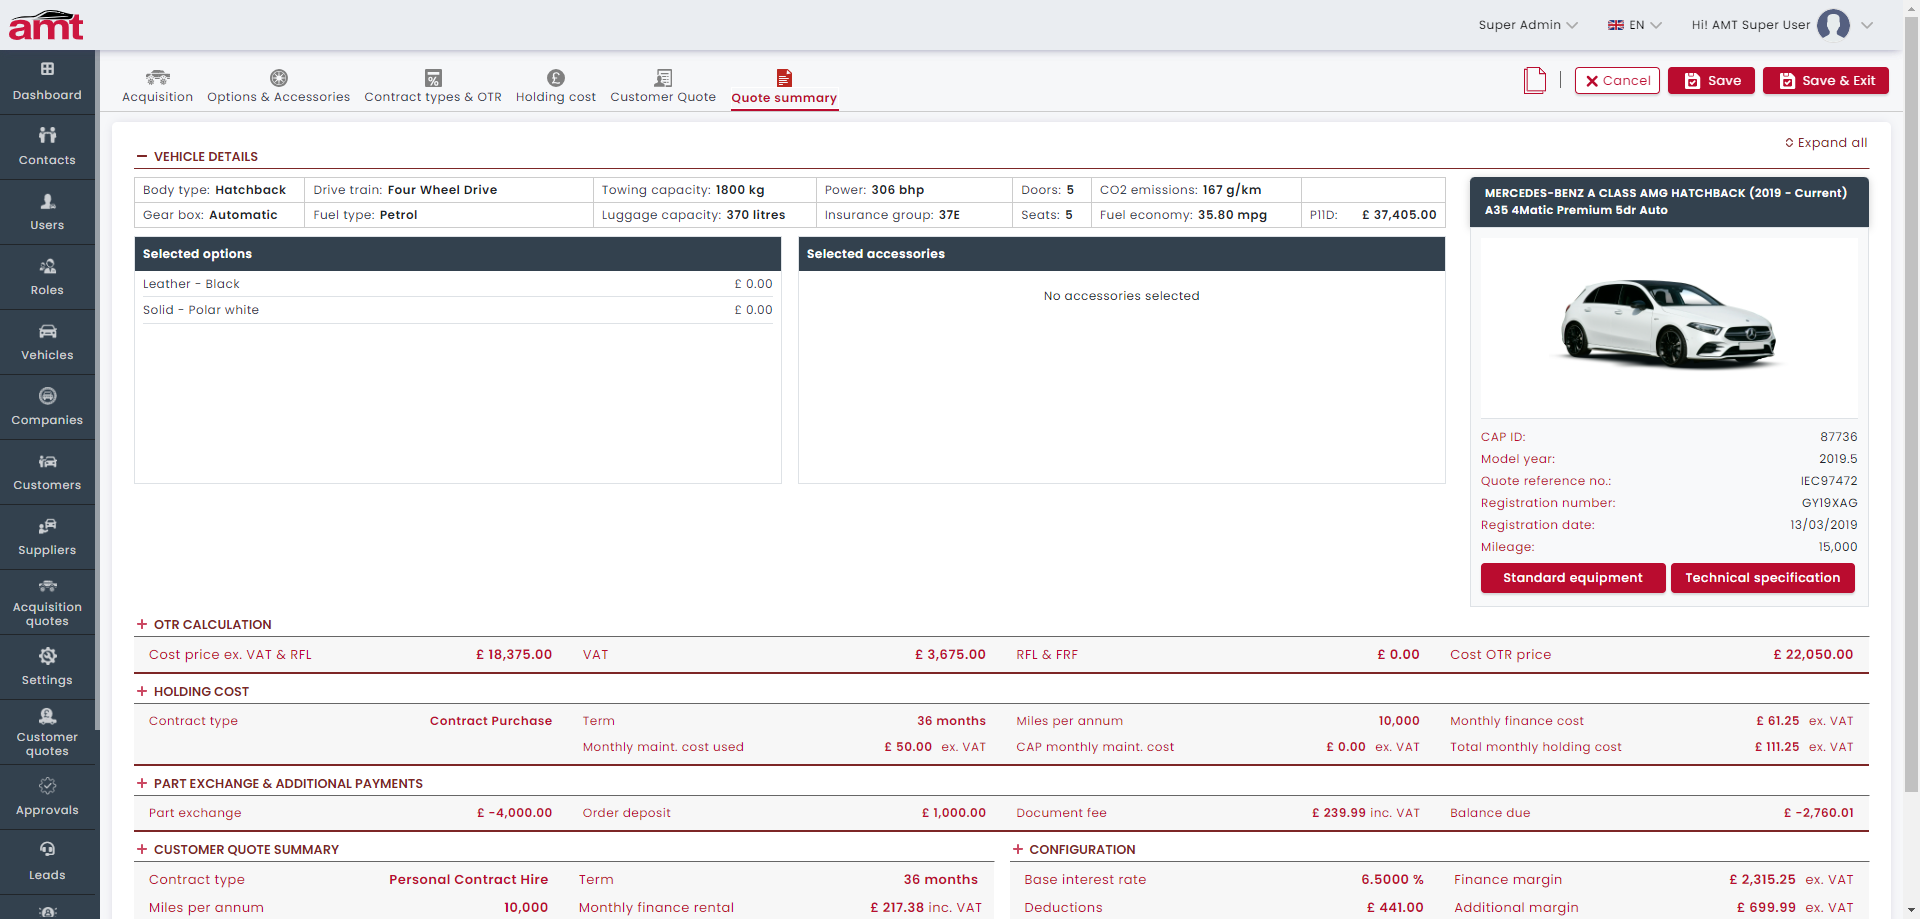 amt
Super Admin
EN
Hi! AMT Super User
Dashboard
Contacts
Users
Roles
Vehicles
Companies
Customers
Suppliers
Acquisition
quotes
Settings
Customer
quotes
Approvals
Leads
Acquisition
Options & Accessories
Contract types & OTR
Holding cost
Customer Quote
Quote summary
Cancel
Save
Save & Exit
Expand all
VEHICLE DETAILS
Body type: Hatchback
Drive train: Four Wheel Drive
Towing capacity: 1800 kg
Power: 306 bhp
Doors: 5
CO2 emissions: 167 g/km
Gear box: Automatic
Fuel type: Petrol
Luggage capacity: 370 litres
Insurance group: 37E
Seats: 5
Fuel economy: 35.80 mpg
P11D: £ 37,405.00
Selected options
Leather - Black £ 0.00
Solid - Polar white £ 0.00
Selected accessories
No accessories selected
MERCEDES-BENZ A CLASS AMG HATCHBACK (2019 - Current)
A35 4Matic Premium 5dr Auto
CAP ID: 87736
Model year: 2019.5
Quote reference no.: IEC97472
Registration number: GY19XAG
Registration date: 13/03/2019
Mileage: 15,000
Standard equipment
Technical specification
OTR CALCULATION
Cost price ex. VAT & RFL £ 18,375.00 VAT £ 3,675.00 RFL & FRF £ 0.00 Cost OTR price £ 22,050.00
HOLDING COST
Contract type Contract Purchase Term 36 months Miles per annum 10,000 Monthly finance cost £ 61.25 ex. VAT
Monthly maint. cost used £ 50.00 ex. VAT CAP monthly maint. cost £ 0.00 ex. VAT Total monthly holding cost £ 111.25 ex. VAT
PART EXCHANGE & ADDITIONAL PAYMENTS
Part exchange £ -4,000.00 Order deposit £ 1,000.00 Document fee £ 239.99 inc. VAT Balance due £ -2,760.01
CUSTOMER QUOTE SUMMARY
Contract type Personal Contract Hire Term 36 months
Miles per annum 10,000 Monthly finance rental £ 217.38 inc. VAT
CONFIGURATION
Base interest rate 6.5000 % Finance margin £ 2,315.25 ex. VAT
Deductions £ 441.00 Additional margin £ 699.99 ex. VAT